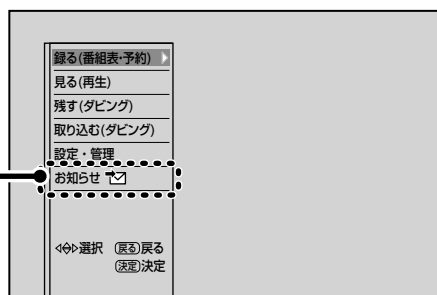 録る(番組表・予約)
見る(再生)
残す(ダビング)
取り込む(ダビング)
設定・管理
お知らせ
選択 戻る戻る
決定決定